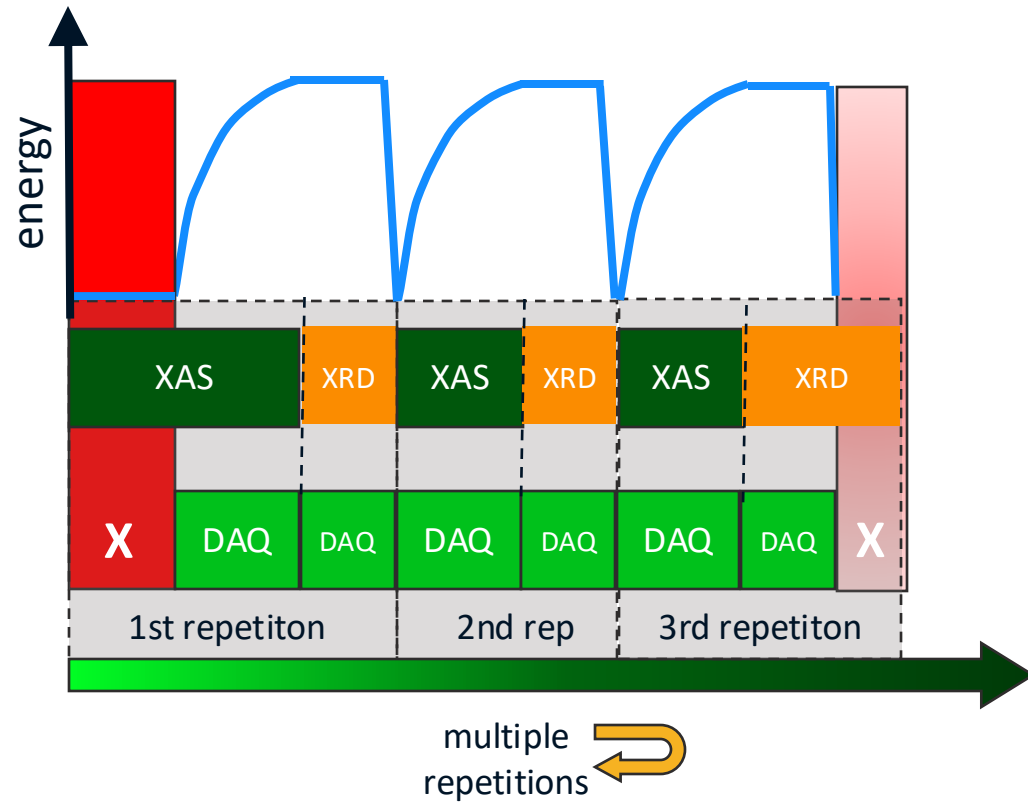 energy
XAS
XRD
XAS
XRD
XAS
XRD
X
DAQ
DAQ
DAQ
DAQ
DAQ
DAQ
X
1st repetiton
2nd rep
3rd repetiton
multiple
repetitions